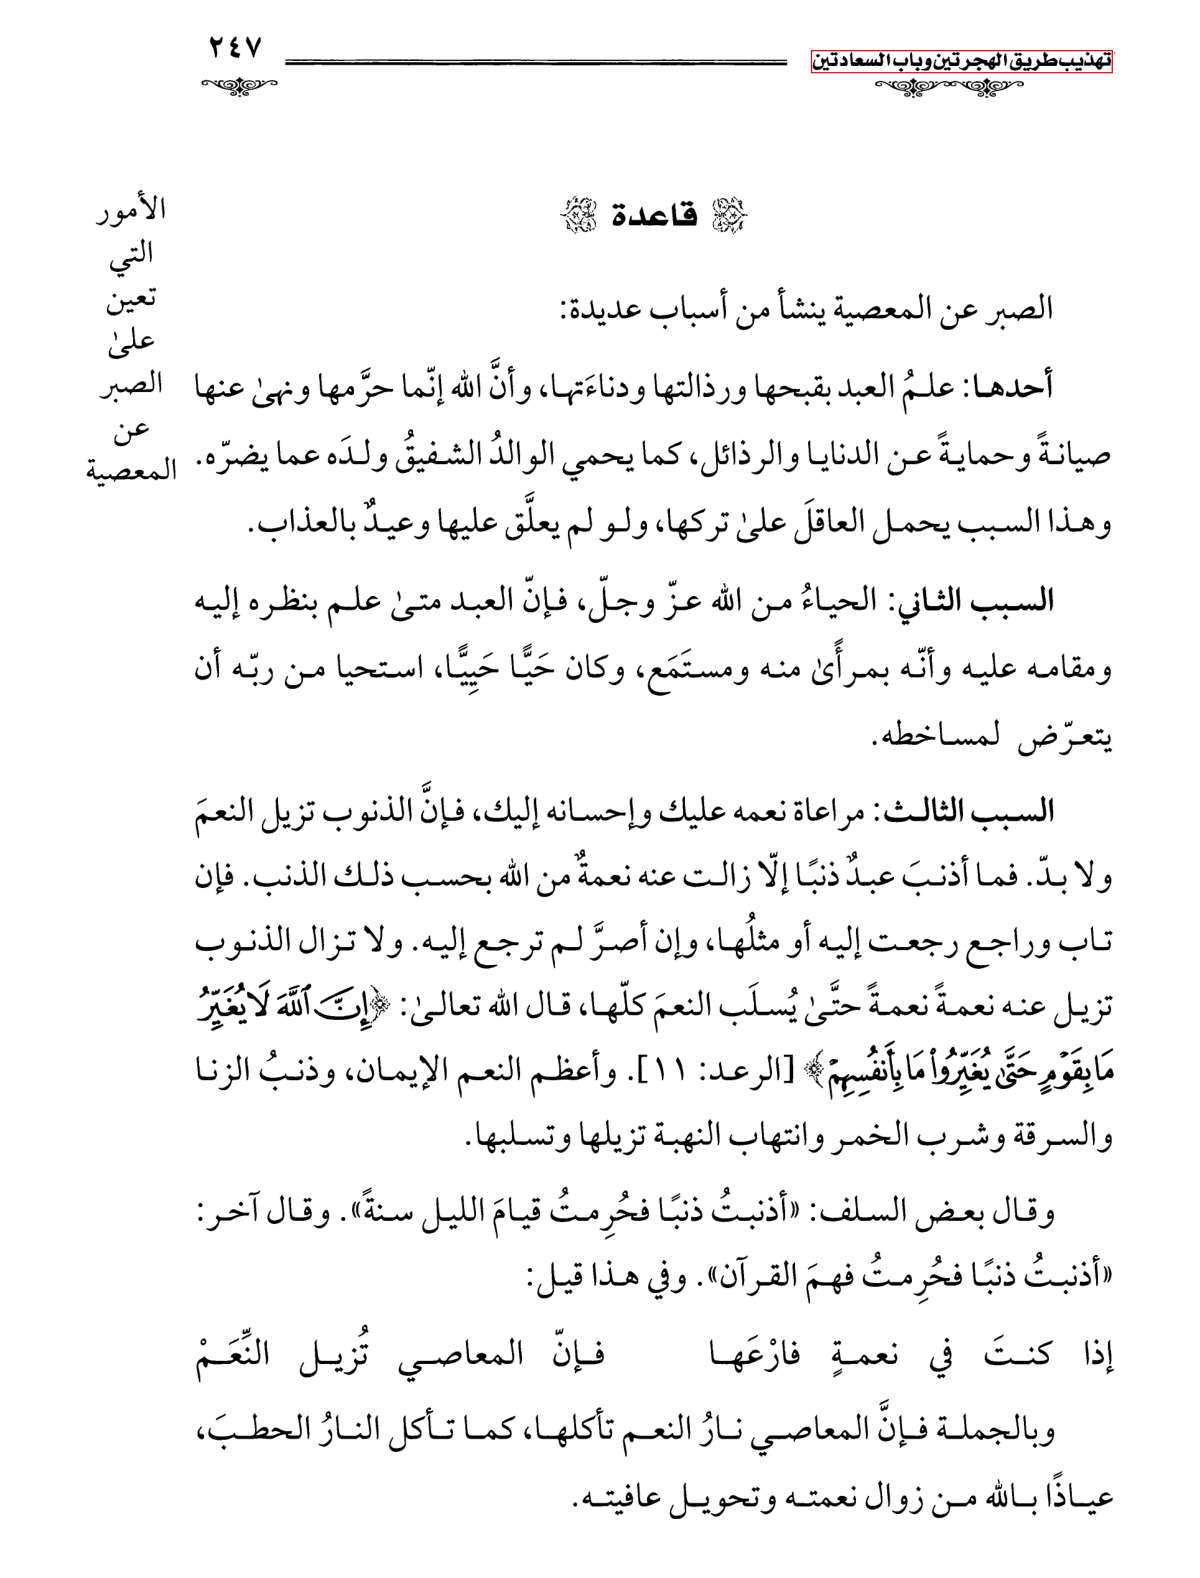 تهذيب طريق الهجرتين وباب السعادتين
٢٤٧
قاعدة
الأمور
التي
تعين
علىٰ
الصبر
عن
المعصية
الصبر عن المعصية ينشأ من أسباب عديدة:
أحدها: علمُ العبد بقبحها ورذالتها ودناءَتها، وأنَّ الله إنّما حرَّمها ونهىٰ عنها
صيانةً وحمايةً عن الدنايا والرذائل، كما يحمي الوالدُ الشفيقُ ولدَه عما يضرّه.
وهذا السبب يحمل العاقلَ علىٰ تركها، ولو لم يعلَّق عليها وعيدٌ بالعذاب.
السبب الثاني: الحياءُ من الله عزّ وجلّ، فإنّ العبد متىٰ علم بنظره إليه
ومقامه عليه وأنّه بمرأًىٰ منه ومستَمَع، وكان حَيًّا حَيِيًّا، استحيا من ربّه أن
يتعرّض لمساخطه.
السبب الثالث: مراعاة نعمه عليك وإحسانه إليك، فإنَّ الذنوب تزيل النعمَ
ولا بدّ. فما أذنبَ عبدٌ ذنبًا إلّا زالت عنه نعمةٌ من الله بحسب ذلك الذنب. فإن
تاب وراجع رجعت إليه أو مثلُها، وإن أصرَّ لم ترجع إليه. ولا تزال الذنوب
تزيل عنه نعمةً نعمةً حتَّىٰ يُسلَب النعمَ كلّها، قال الله تعالىٰ: ﴿إِنَّ ٱللَّهَ لَا يُغَيِّرُ
مَا بِقَوۡمٍ حَتَّىٰ يُغَيِّرُواْ مَا بِأَنفُسِهِمۡ﴾ [الرعد: ١١]. وأعظم النعم الإيمان، وذنبُ الزنا
والسرقة وشرب الخمر وانتهاب النهبة تزيلها وتسلبها.
وقال بعض السلف: «أذنبتُ ذنبًا فحُرِمتُ قيامَ الليل سنةً». وقال آخر:
«أذنبتُ ذنبًا فحُرِمتُ فهمَ القرآن». وفي هذا قيل:
إذا كنتَ في نعمةٍ فارْعَها فإنّ المعاصي تُزيل النِّعَمْ
وبالجملة فإنَّ المعاصي نارُ النعم تأكلها، كما تأكل النارُ الحطبَ،
عياذًا بالله من زوال نعمته وتحويل عافيته.